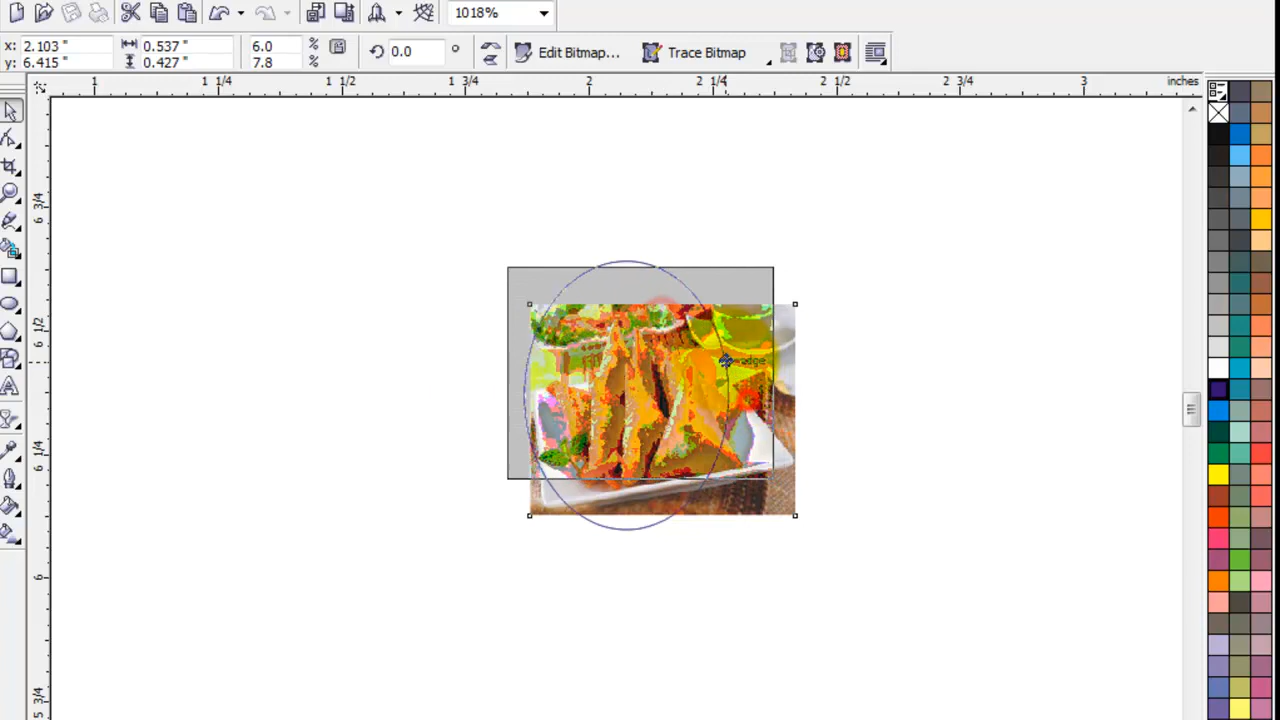 1018%
x: 2.103 " 0.537 " 6.0 %
y: 6.415 " 0.427 " 7.8 %
0.0 °
Edit Bitmap...
Trace Bitmap
1 1 1/4 1 1/2 1 3/4 2 2 1/4 2 1/2 2 3/4 3 inches
6 3/4
6 1/2
6 1/4
6
5 3/4